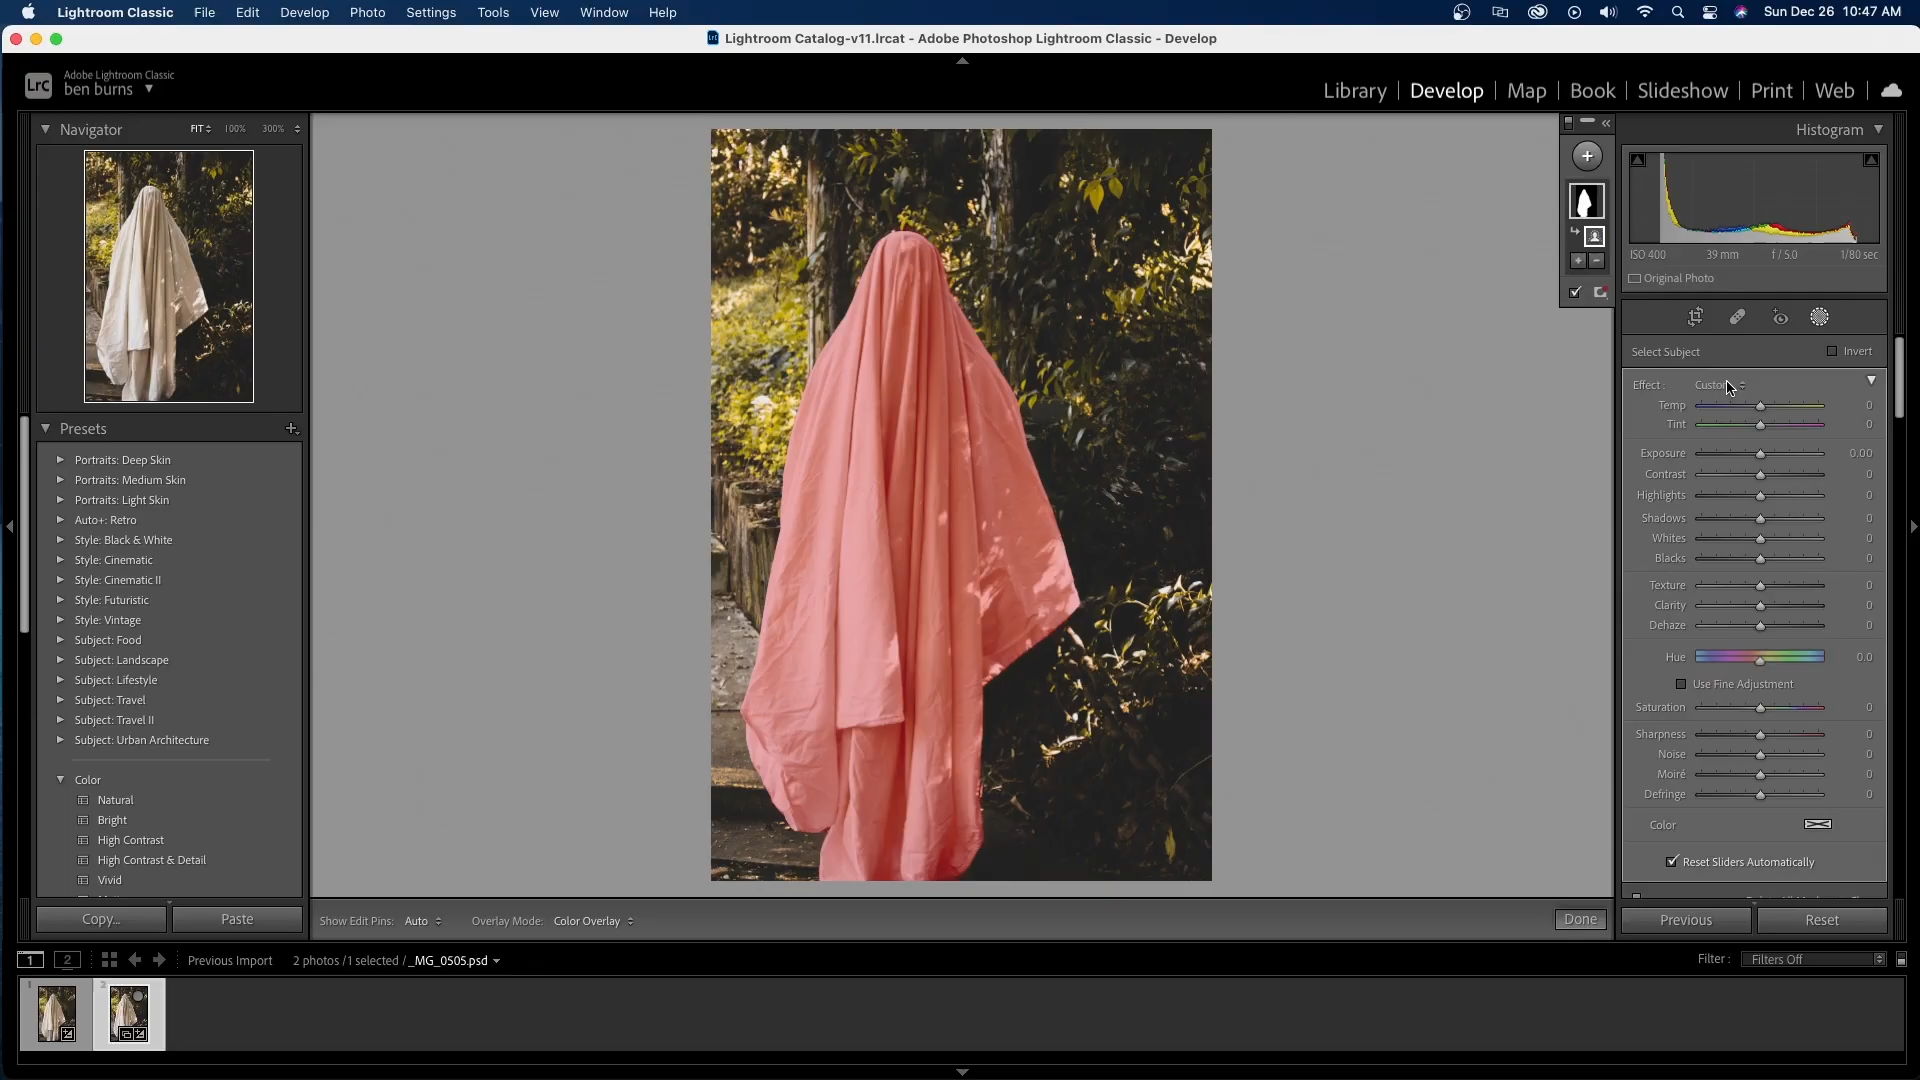 Lightroom Classic File Edit Develop Photo Settings Tools View Window Help Sun Dec 26 10:47 AM
LrC Lightroom Catalog-v11.lrcat - Adobe Photoshop Lightroom Classic - Develop
LrC Adobe Lightroom Classic
ben burns
Library Develop Map Book Slideshow Print Web
Navigator FIT 100% 300%
Presets
Portraits: Deep Skin
Portraits: Medium Skin
Portraits: Light Skin
Auto+: Retro
Style: Black & White
Style: Cinematic
Style: Cinematic II
Style: Futuristic
Style: Vintage
Subject: Food
Subject: Landscape
Subject: Lifestyle
Subject: Travel
Subject: Travel II
Subject: Urban Architecture
Color
Natural
Bright
High Contrast
High Contrast & Detail
Vivid
Copy... Paste
Show Edit Pins: Auto Overlay Mode: Color Overlay Done
Histogram
ISO 400 39 mm f / 5.0 1/80 sec
Original Photo
Select Subject Invert
Effect : Custom
Temp 0
Tint 0
Exposure 0.00
Contrast 0
Highlights 0
Shadows 0
Whites 0
Blacks 0
Texture 0
Clarity 0
Dehaze 0
Hue 0.0
Use Fine Adjustment
Saturation 0
Sharpness 0
Noise 0
Moiré 0
Defringe 0
Color
Reset Sliders Automatically
Previous Reset
1 2 Previous Import 2 photos / 1 selected / _MG_0505.psd Filter : Filters Off
1 2